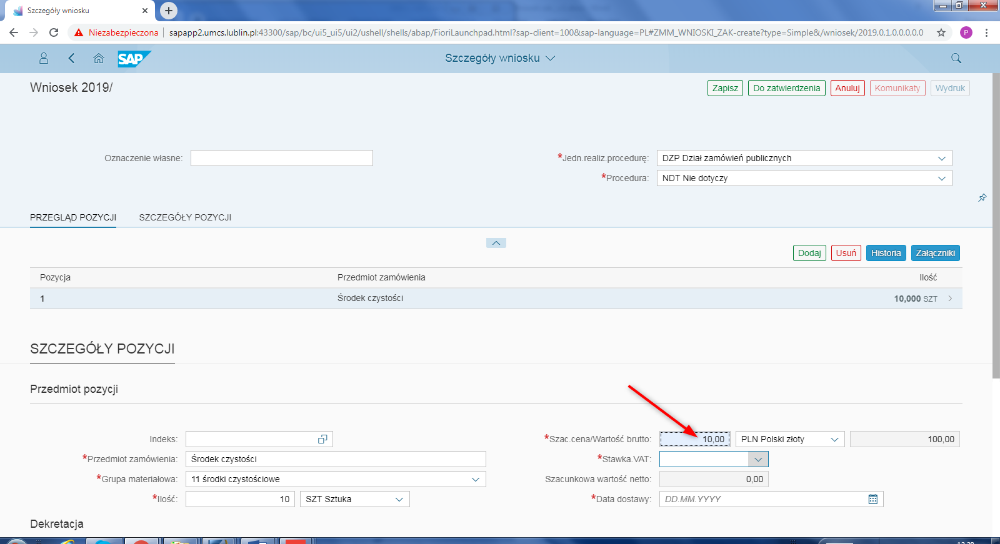 Szczegóły wniosku
Niezabezpieczona | sapapp2.umcs.lublin.pl:43300/sap/bc/ui5_ui5/ui2/ushell/shells/abap/FioriLaunchpad.html?sap-client=100&sap-language=PL#ZMM_WNIOSKI_ZAK-create?type=Simple&/wniosek/2019,0,1,0,0,0,0,0 P
SAP Szczegóły wniosku
Wniosek 2019/ Zapisz Do zatwierdzenia Anuluj Komunikaty Wydruk
Oznaczenie własne: *Jedn.realiz.procedurę: DZP Dział zamówień publicznych
*Procedura: NDT Nie dotyczy
PRZEGLĄD POZYCJI SZCZEGÓŁY POZYCJI
Dodaj Usuń Historia Załączniki
Pozycja Przedmiot zamówienia Ilość
1 Środek czystości 10,000 SZT
SZCZEGÓŁY POZYCJI
Przedmiot pozycji
Indeks: *Szac.cena/Wartość brutto: 10,00 PLN Polski złoty 100,00
*Przedmiot zamówienia: Środek czystości *Stawka.VAT:
*Grupa materiałowa: 11 środki czystościowe Szacunkowa wartość netto: 0,00
*Ilość: 10 SZT Sztuka *Data dostawy: DD.MM.YYYY
Dekretacja